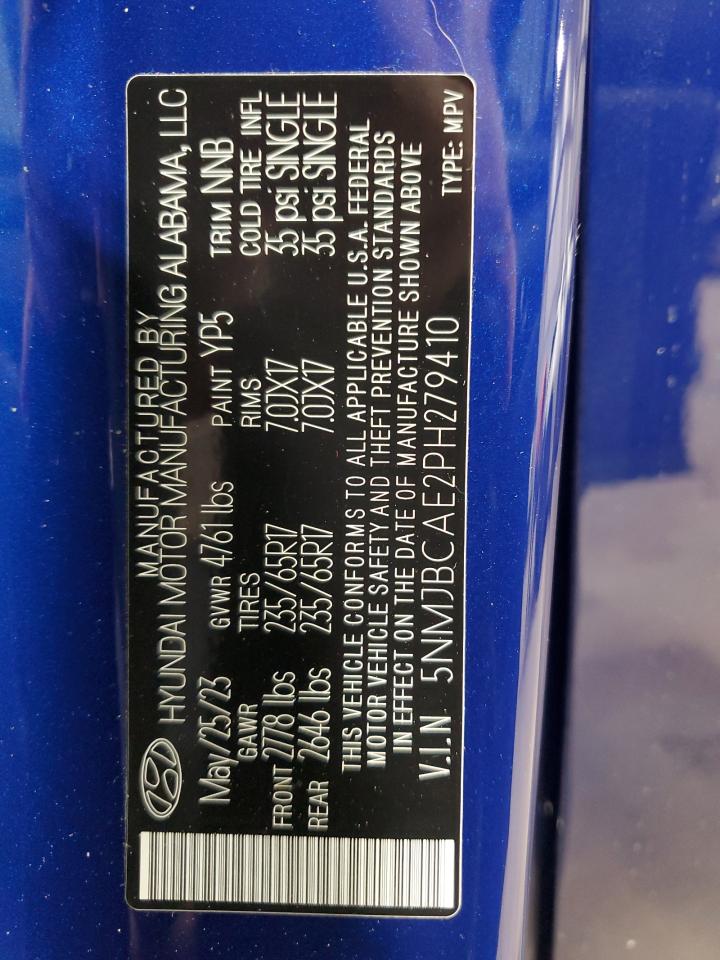 MANUFACTURED BY
HYUNDAI MOTOR MANUFACTURING ALABAMA, LLC
May/25/23 GVWR 4761 lbs PAINT YP5 TRIM NNB
GAWR TIRES RIMS COLD TIRE INFL
FRONT 2778 lbs 235/65R17 7.0JX17 35 psi SINGLE
REAR 2646 lbs 235/65R17 7.0JX17 35 psi SINGLE
THIS VEHICLE CONFORMS TO ALL APPLICABLE U.S.A. FEDERAL
MOTOR VEHICLE SAFETY AND THEFT PREVENTION STANDARDS
IN EFFECT ON THE DATE OF MANUFACTURE SHOWN ABOVE
V.I.N 5NMJBCAE2PH279410 TYPE: MPV